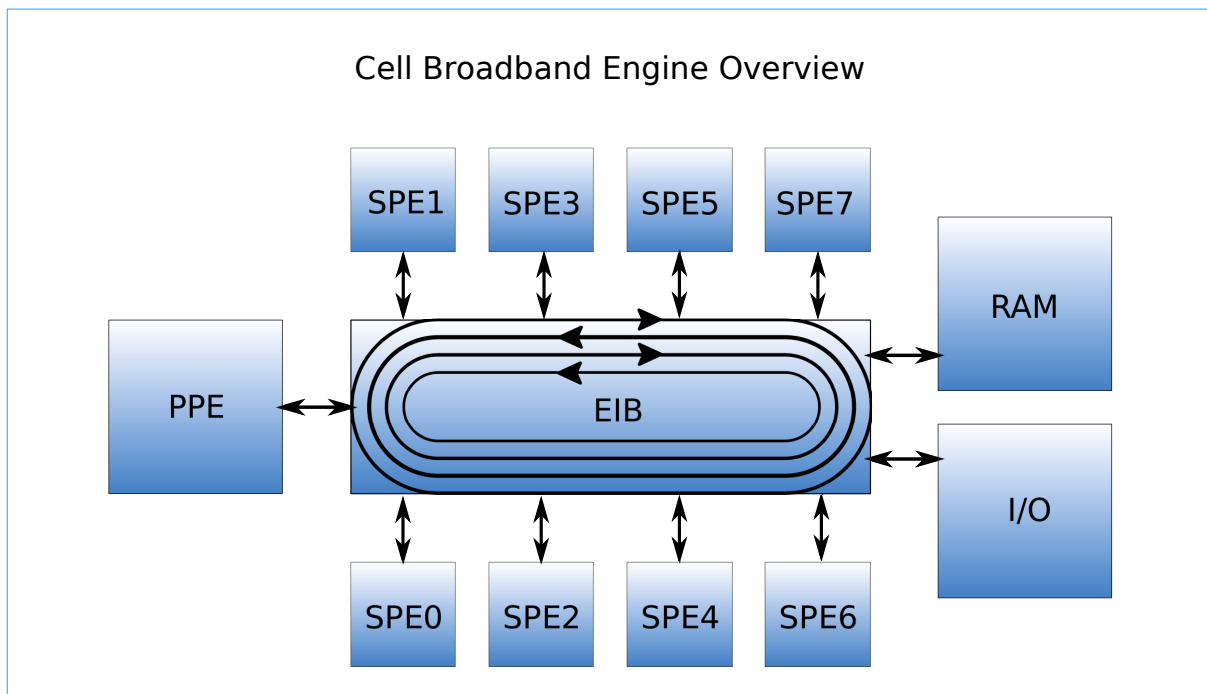 Cell Broadband Engine Overview
SPE1 SPE3 SPE5 SPE7
RAM
PPE
EIB
I/O
SPE0 SPE2 SPE4 SPE6